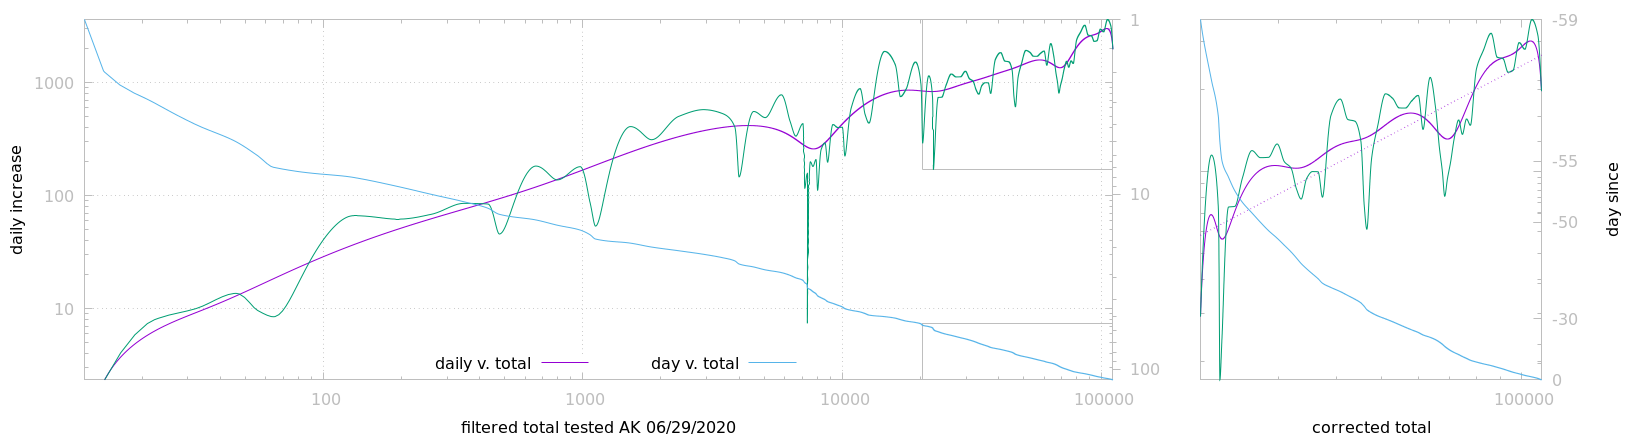 1
-59
1000
daily increase
-55
100
10
-50
day since
10
-30
daily v. total
day v. total
100
0
100
1000
10000
100000
100000
filtered total tested AK 06/29/2020
corrected total